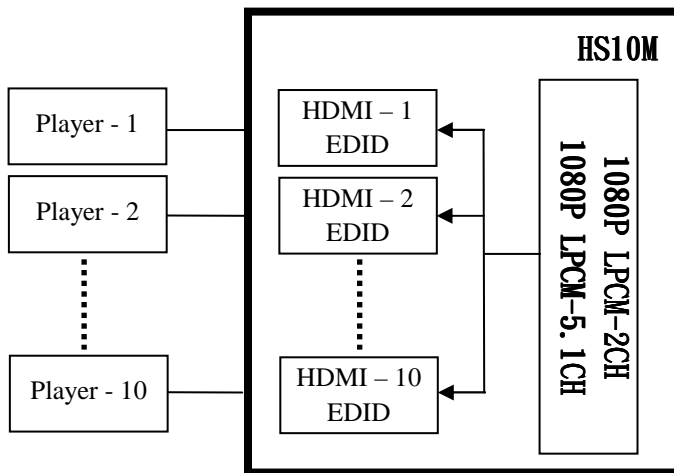 HS10M
Player - 1
HDMI – 1
EDID
Player - 2
HDMI – 2
EDID
Player - 10
HDMI – 10
EDID
1080P LPCM-2CH
1080P LPCM-5.1CH